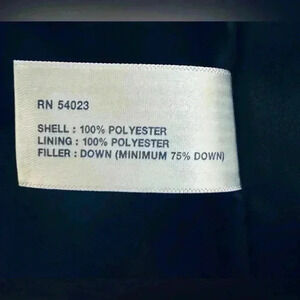 RN 54023
SHELL : 100% POLYESTER
LINING : 100% POLYESTER
FILLER : DOWN (MINIMUM 75% DOWN)